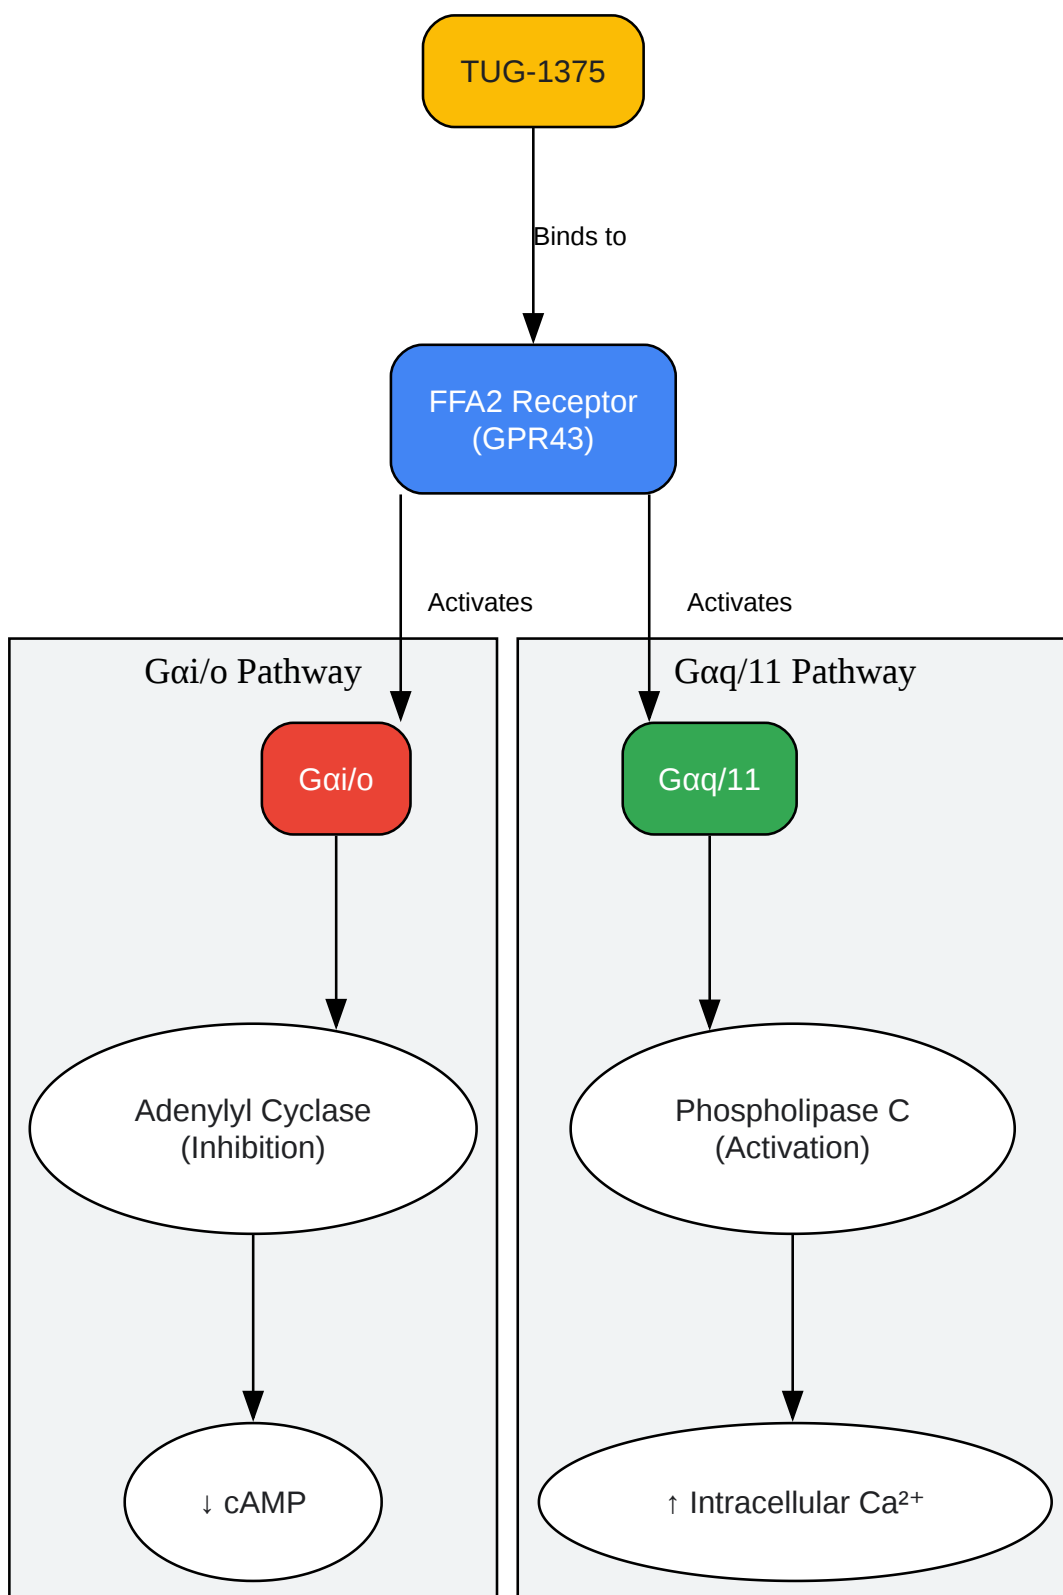 TUG-1375
Binds to
FFA2 Receptor
(GPR43)
Activates
Activates
Gαi/o Pathway
Gαq/11 Pathway
Gαi/o
Gαq/11
Adenylyl Cyclase
(Inhibition)
Phospholipase C
(Activation)
↓ cAMP
↑ Intracellular Ca²⁺